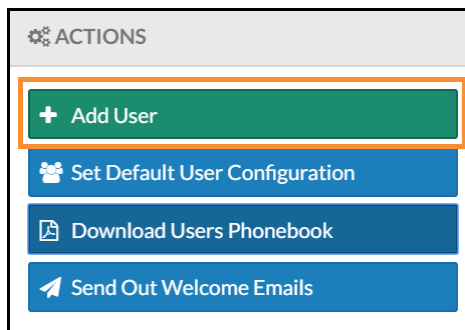 ACTIONS
Add User
Set Default User Configuration
Download Users Phonebook
Send Out Welcome Emails